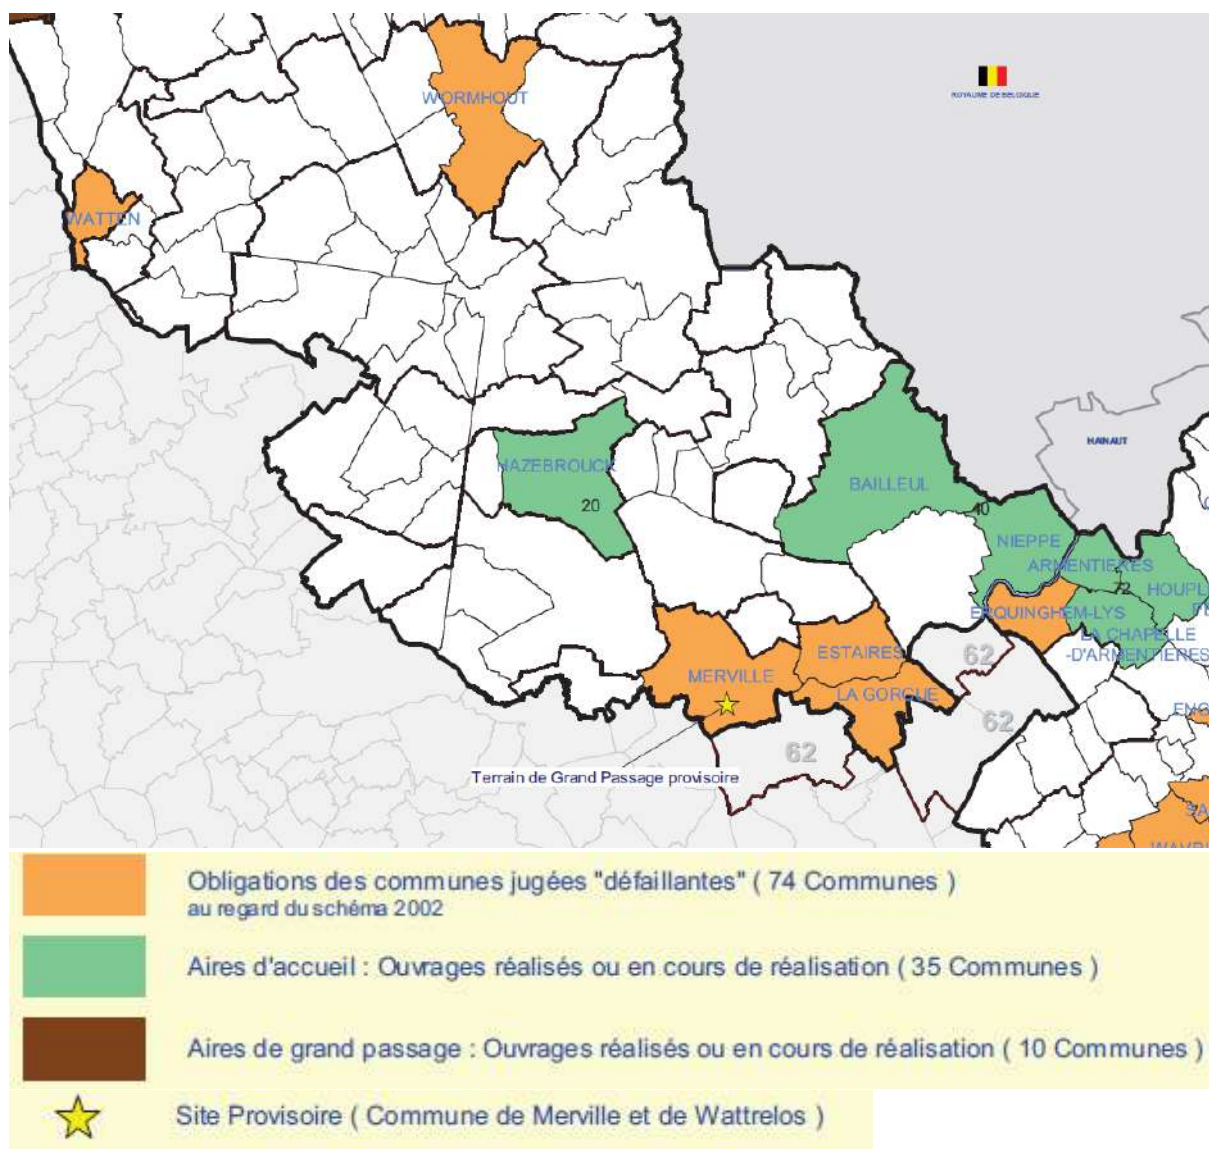 ROYAUME DE BELGIQUE
WORMHOUT
WATTEN
HAINAUT
HAZEBROUCK
20
BAILLEUL
40
NIEPPE
ARMENTIERES
72
HOUPL
ERQUINGHEM-LYS
LA CHAPELLE
-D'ARMENTIERES
62
ESTAIRES
MERVILLE
LA GORGUE
62
ENG
62
Terrain de Grand Passage provisoire
SA
WAVRI
Obligations des communes jugées "défaillantes" ( 74 Communes )
au regard du schéma 2002
Aires d'accueil : Ouvrages réalisés ou en cours de réalisation ( 35 Communes )
Aires de grand passage : Ouvrages réalisés ou en cours de réalisation ( 10 Communes )
Site Provisoire ( Commune de Merville et de Wattrelos )